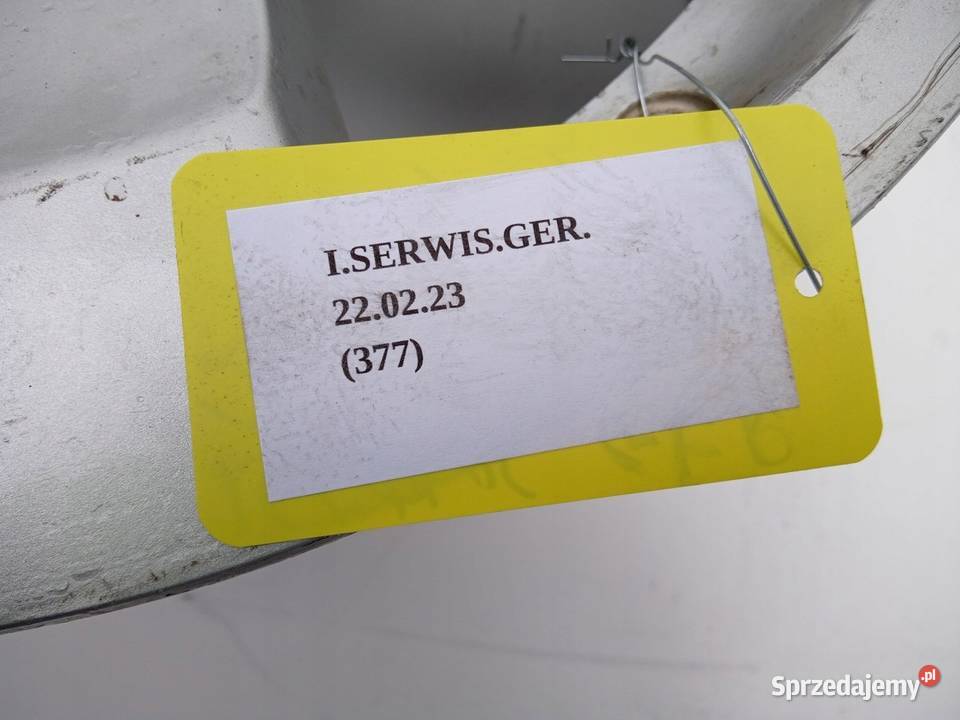 I.SERWIS.GER.
22.02.23
(377)
Sprzedajemy.pl